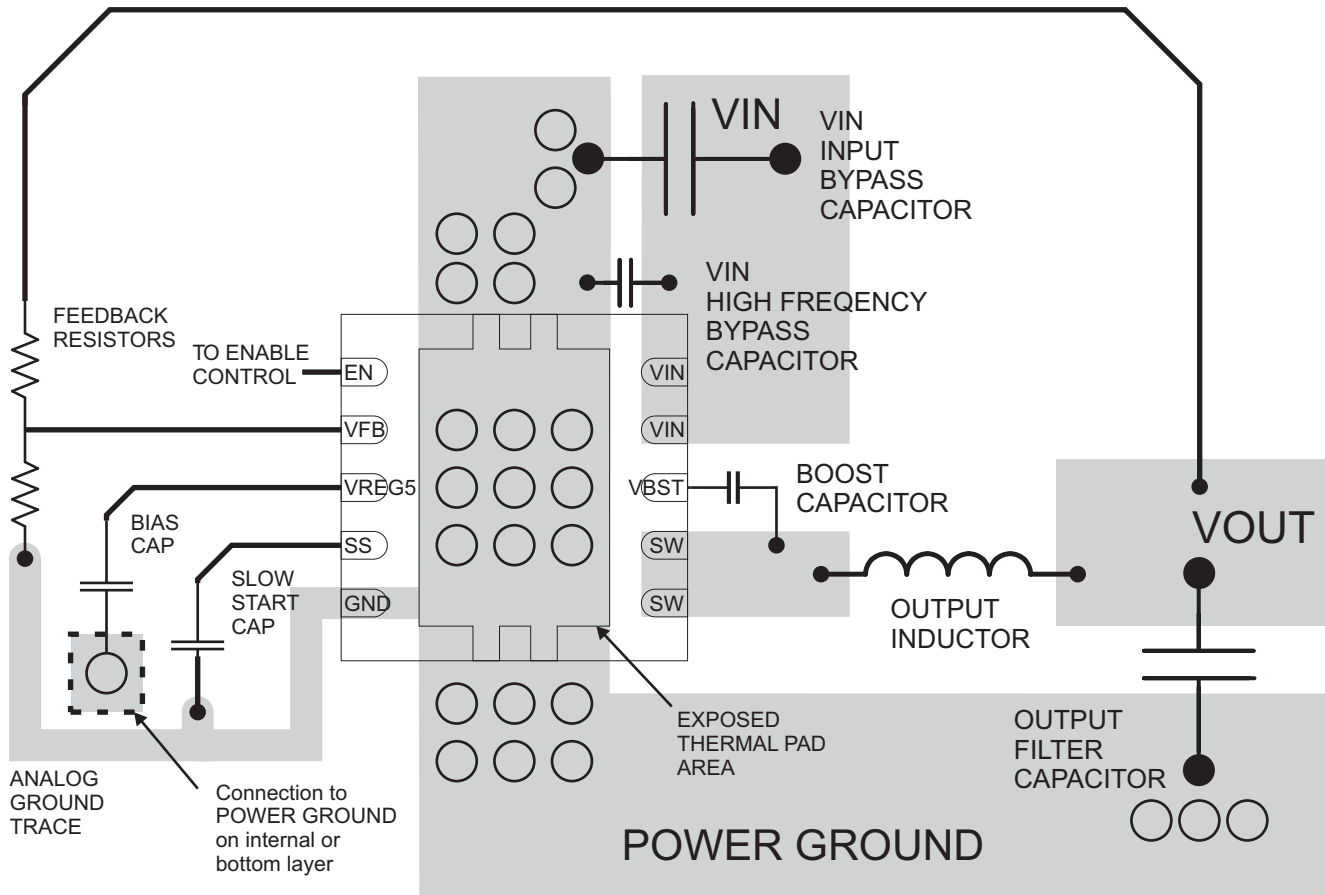 VIN
VIN
INPUT
BYPASS
CAPACITOR
VIN
HIGH FREQENCY
BYPASS
CAPACITOR
FEEDBACK
RESISTORS
TO ENABLE
CONTROL
EN
VFB
VREG5
SS
GND
VIN
VIN
VBST
SW
SW
BOOST
CAPACITOR
VOUT
BIAS
CAP
SLOW
START
CAP
OUTPUT
INDUCTOR
EXPOSED
THERMAL PAD
AREA
OUTPUT
FILTER
CAPACITOR
ANALOG
GROUND
TRACE
Connection to
POWER GROUND
on internal or
bottom layer
POWER GROUND